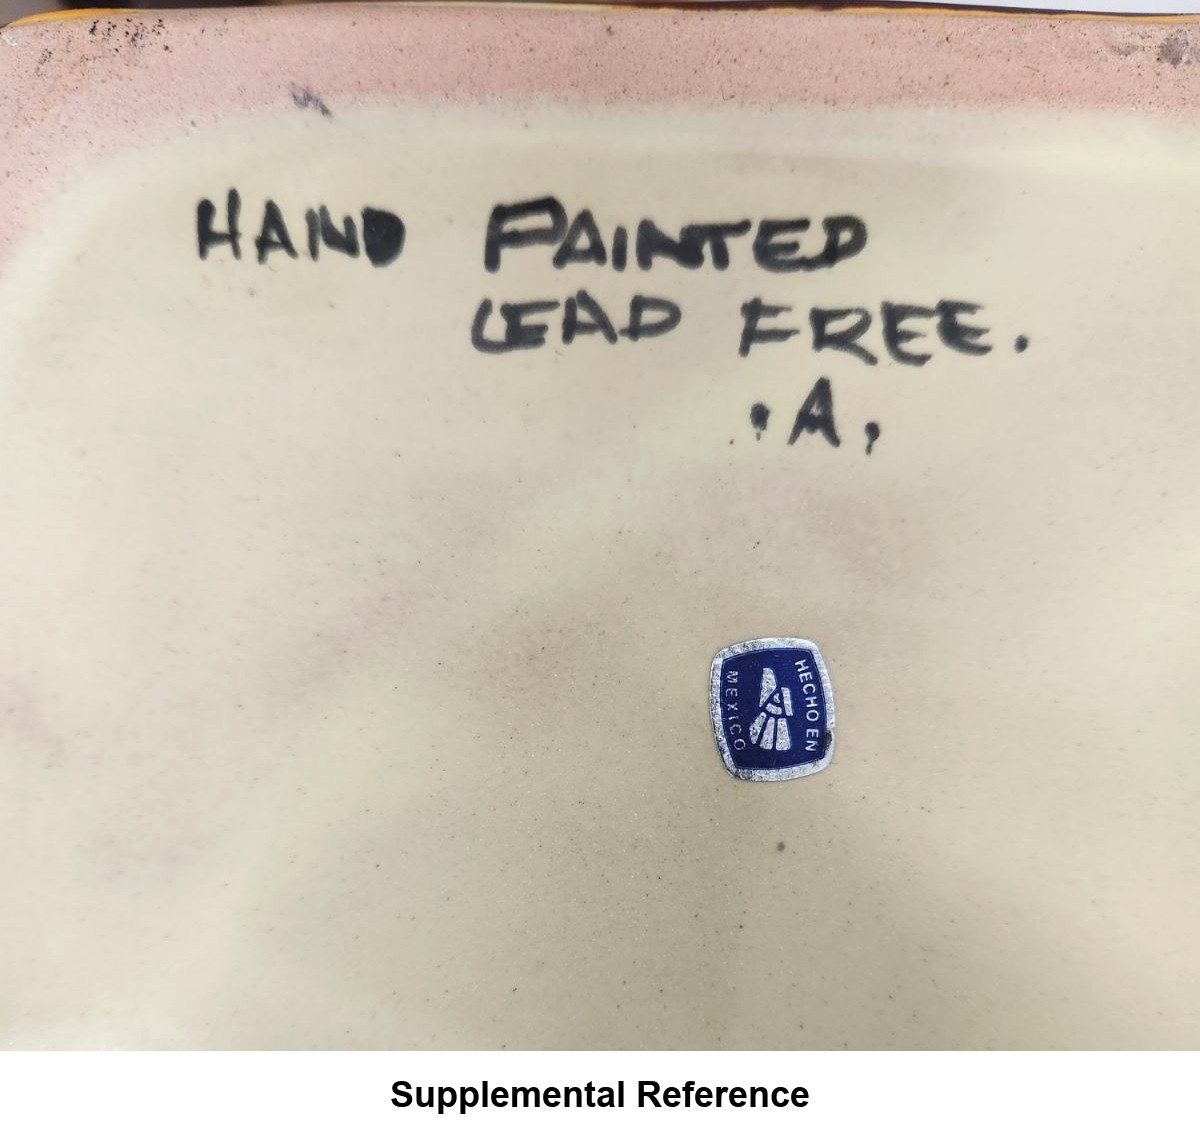 HAND PAINTED
LEAD FREE.
.A.
HECHO EN
MEXICO
Supplemental Reference